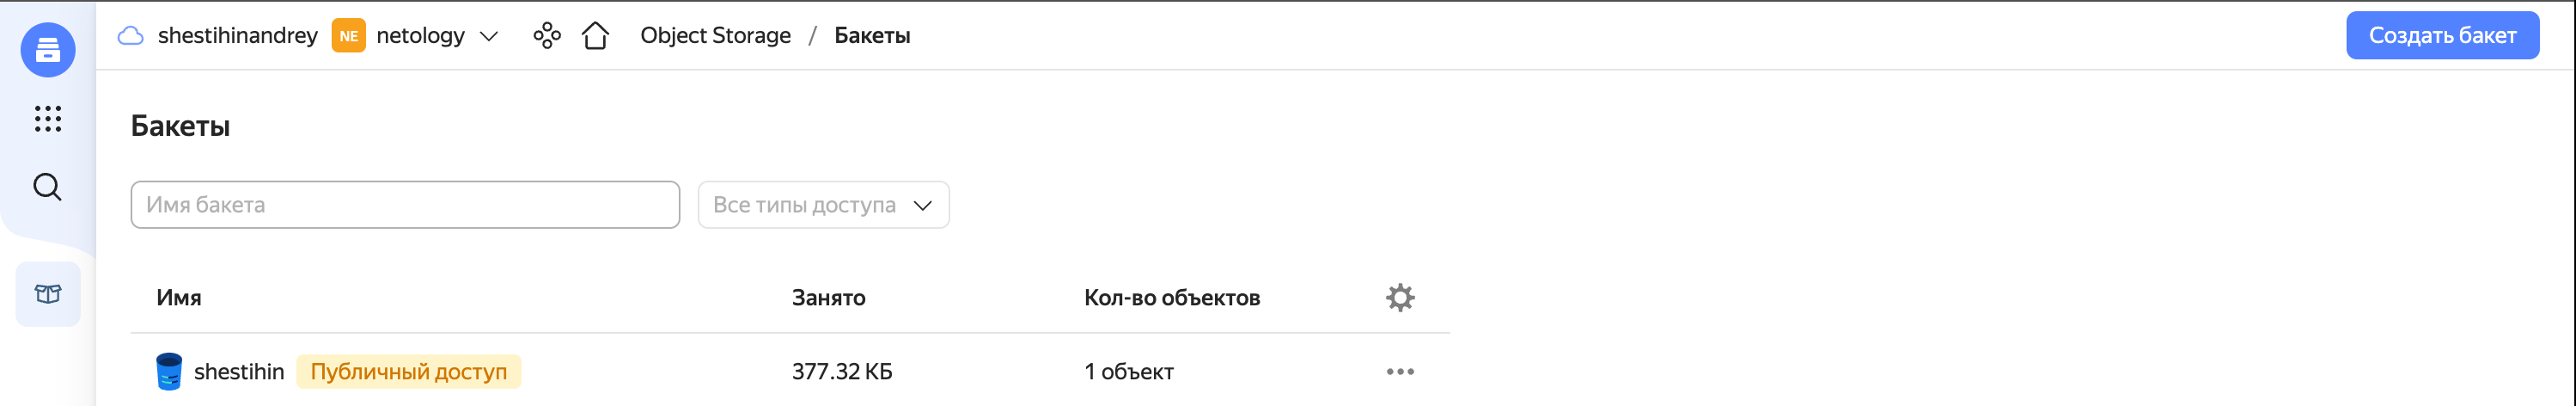 shestihinandrey NE netology Object Storage / Бакеты Создать бакет
Бакеты
Имя бакета Все типы доступа
Имя Занято Кол-во объектов
shestihin Публичный доступ 377.32 КБ 1 объект